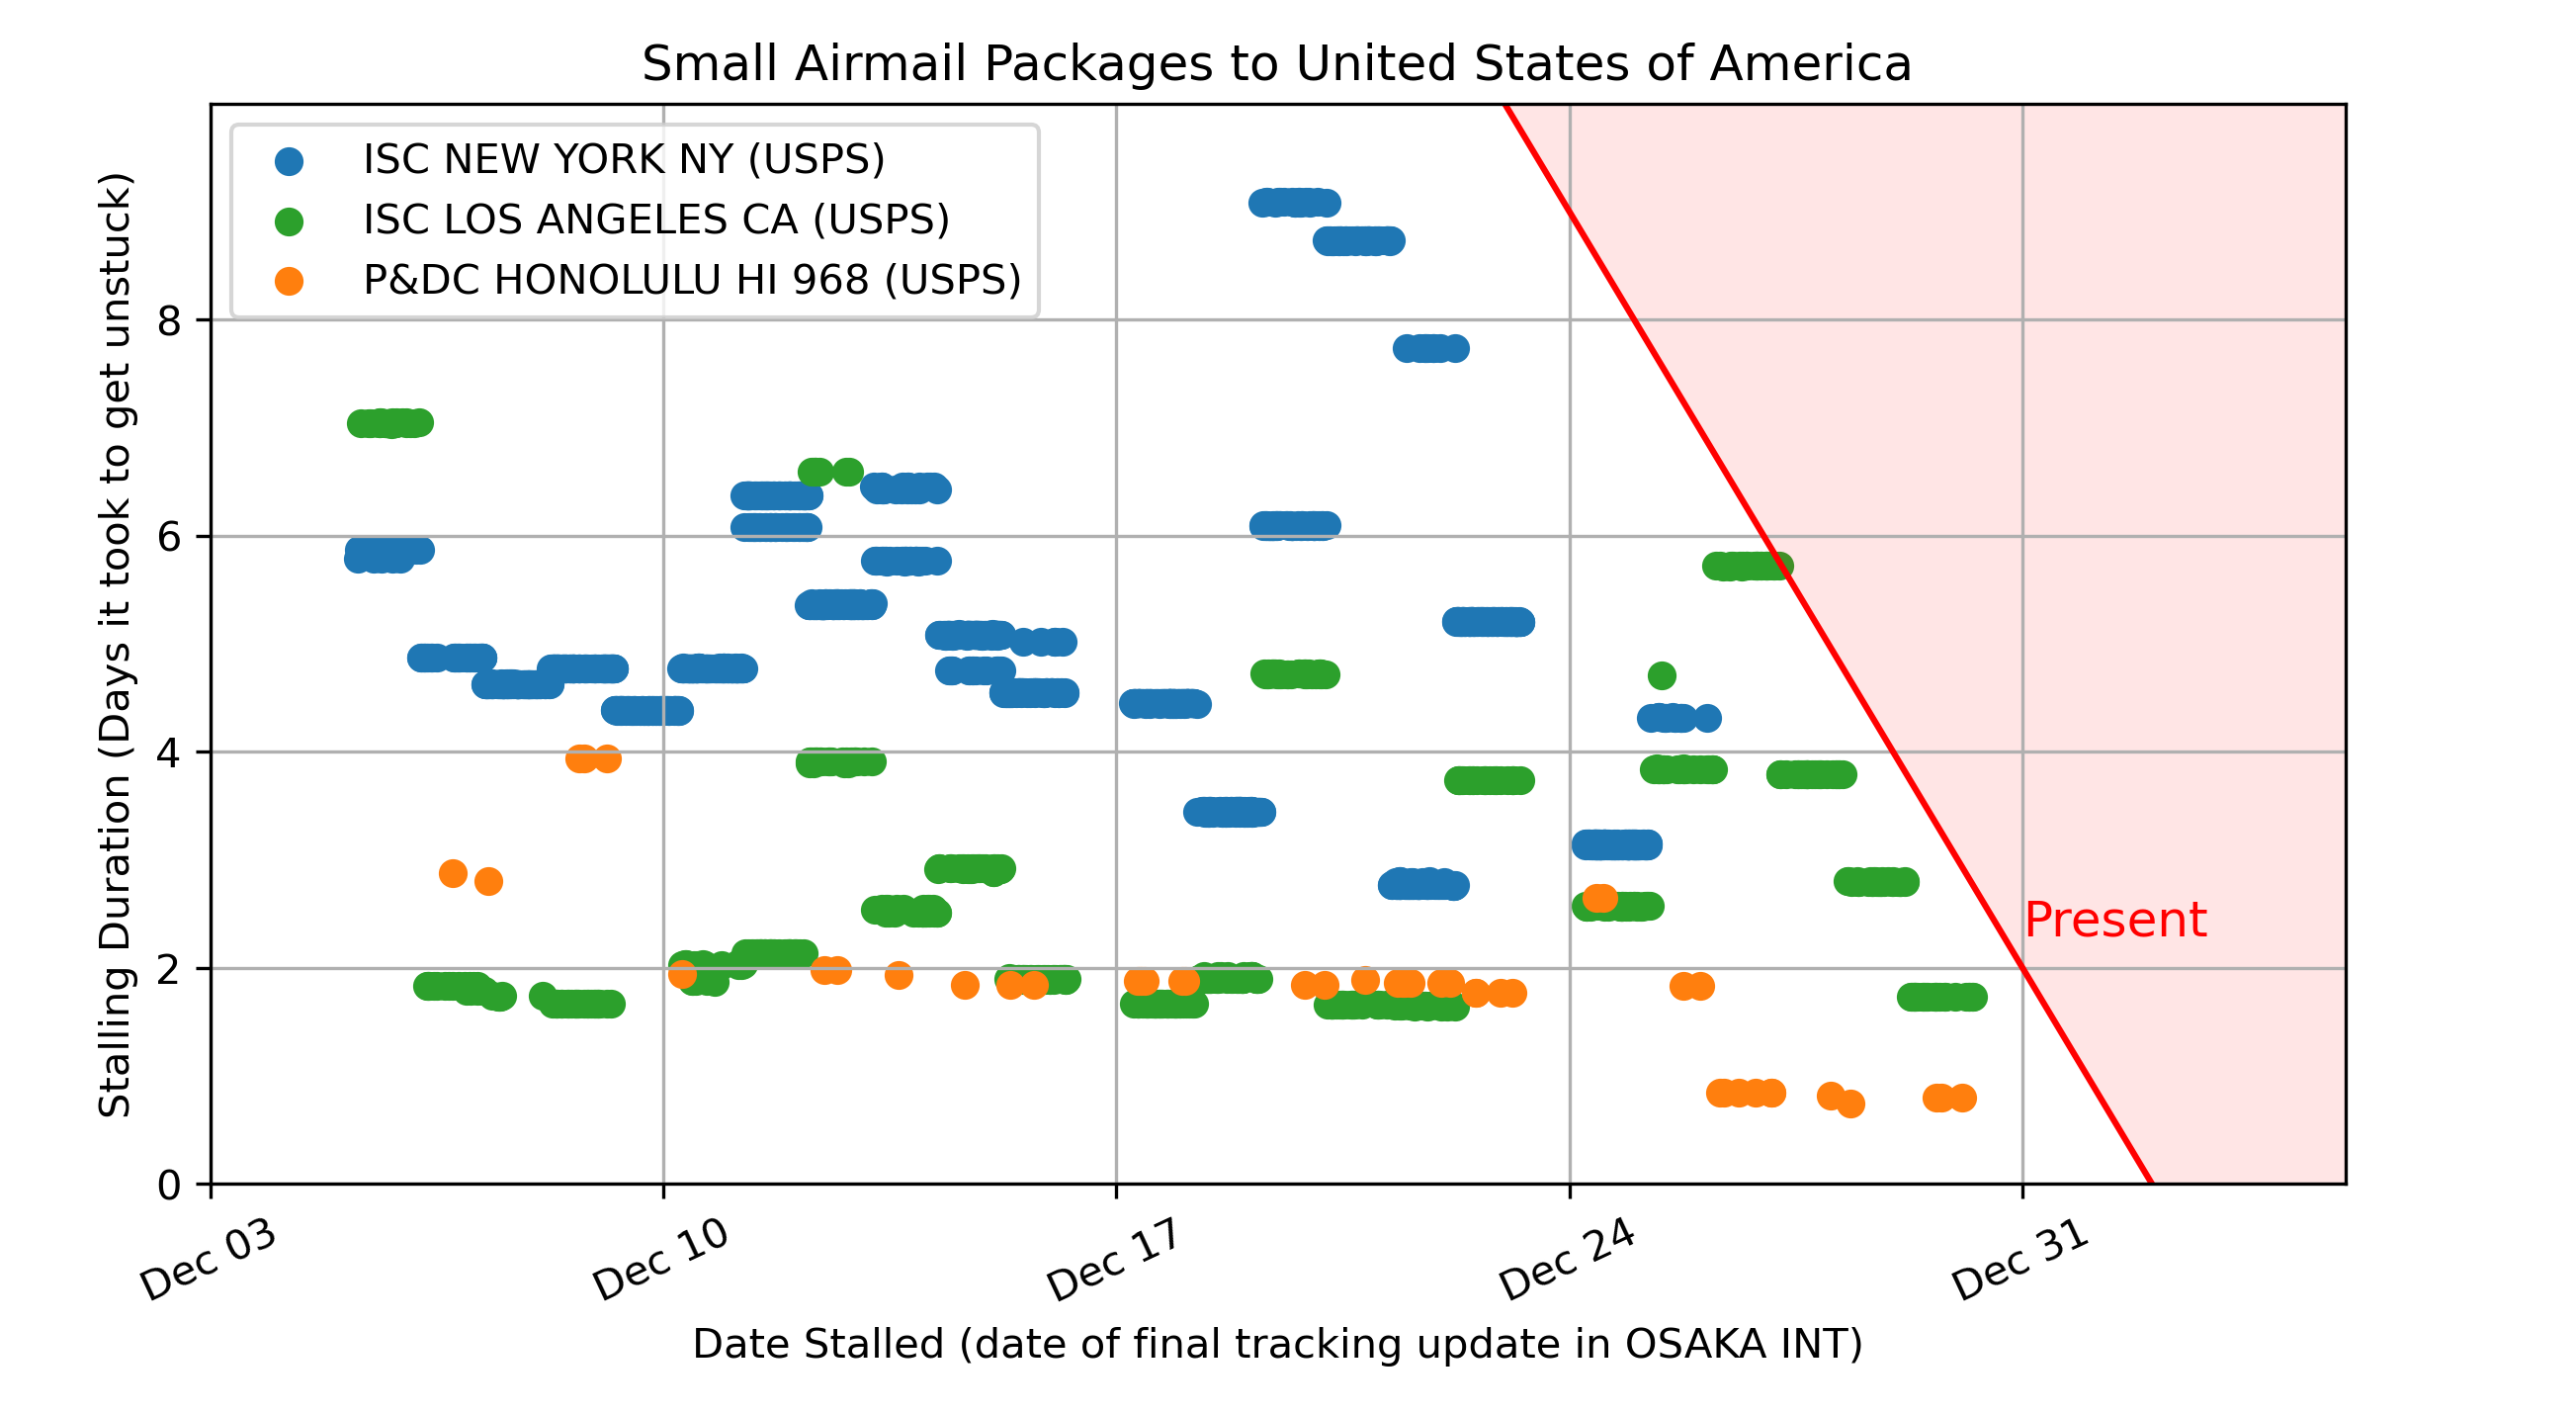 Small Airmail Packages to United States of America
ISC NEW YORK NY (USPS)
ISC LOS ANGELES CA (USPS)
P&DC HONOLULU HI 968 (USPS)
Stalling Duration (Days it took to get unstuck)
8
6
4
2
0
Present
Dec 03
Dec 10
Dec 17
Dec 24
Dec 31
Date Stalled (date of final tracking update in OSAKA INT)